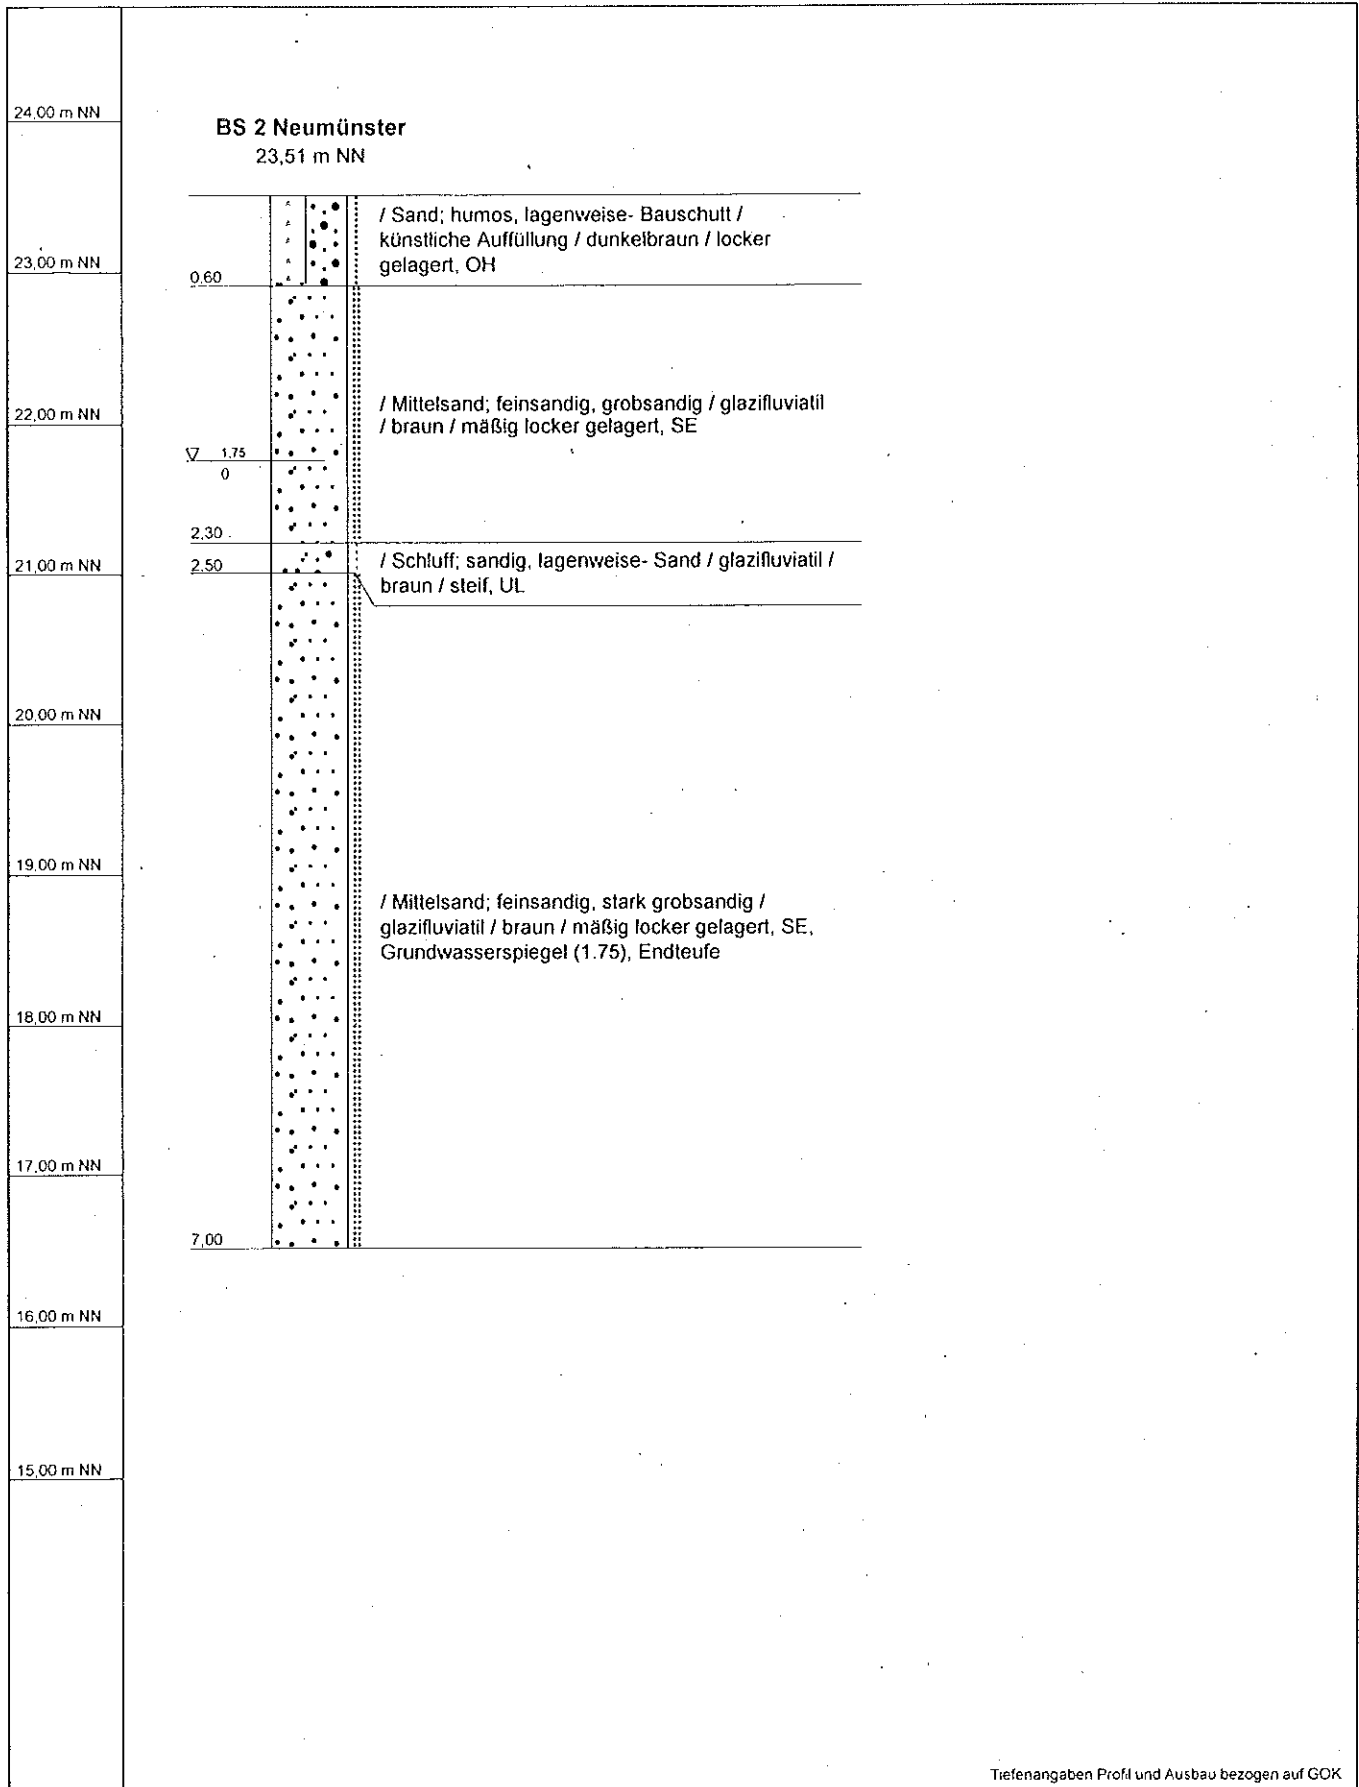 24,00 m NN
BS 2 Neumünster
23,51 m NN
/ Sand; humos, lagenweise- Bauschutt /
künstliche Auffüllung / dunkelbraun / locker
gelagert, OH
23,00 m NN
0,60
/ Mittelsand; feinsandig, grobsandig / glazifluviatil
/ braun / mäßig locker gelagert, SE
22,00 m NN
1,75
0
2,30
/ Schluff; sandig, lagenweise- Sand / glazifluviatil /
braun / steif, UL
21,00 m NN
2,50
20,00 m NN
19,00 m NN
/ Mittelsand; feinsandig, stark grobsandig /
glazifluviatil / braun / mäßig locker gelagert, SE,
Grundwasserspiegel (1.75), Endteufe
18,00 m NN
17,00 m NN
7,00
16,00 m NN
15,00 m NN
Tiefenangaben Profil und Ausbau bezogen auf GOK